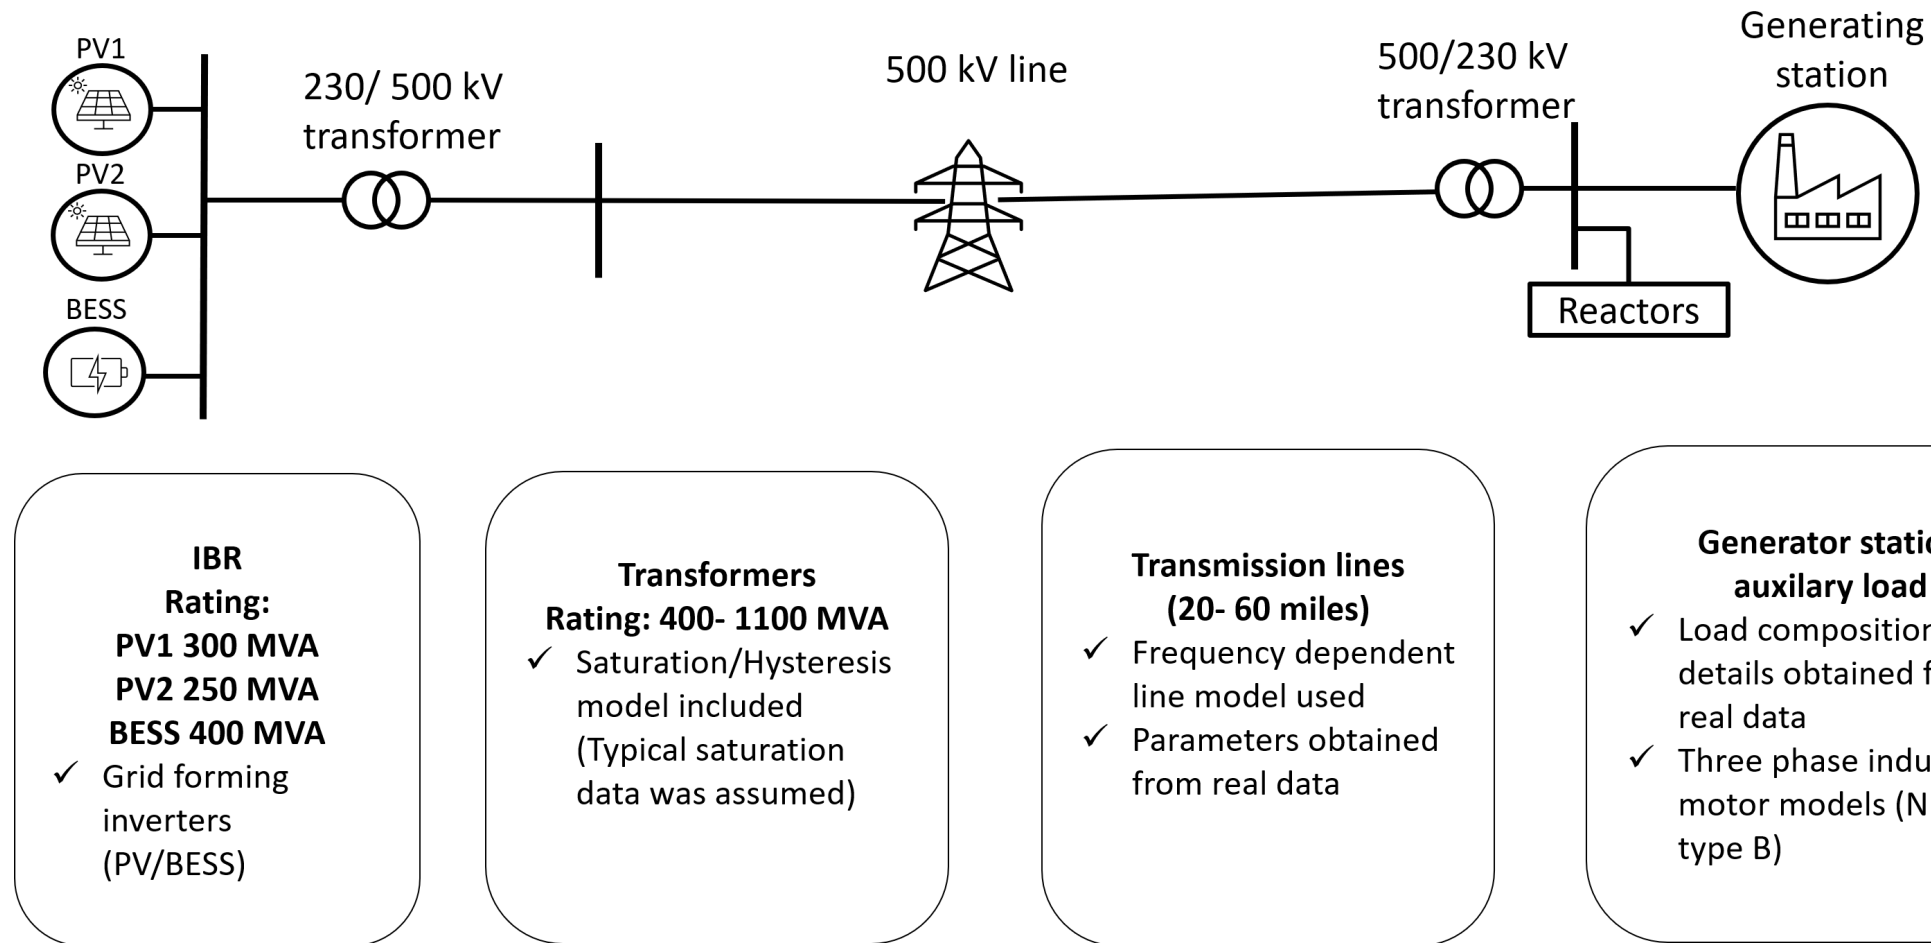 PV1
PV2
BESS
230/ 500 kV
transformer
500 kV line
500/230 kV
transformer
Generating
station
Reactors
IBR
Rating:
PV1 300 MVA
PV2 250 MVA
BESS 400 MVA
✓ Grid forming
inverters
(PV/BESS)
Transformers
Rating: 400- 1100 MVA
✓ Saturation/Hysteresis
model included
(Typical saturation
data was assumed)
Transmission lines
(20- 60 miles)
✓ Frequency dependent
line model used
✓ Parameters obtained
from real data
Generator
auxilary load
✓ Load
details obtained
real data
✓ Three phase
motor models
type B)